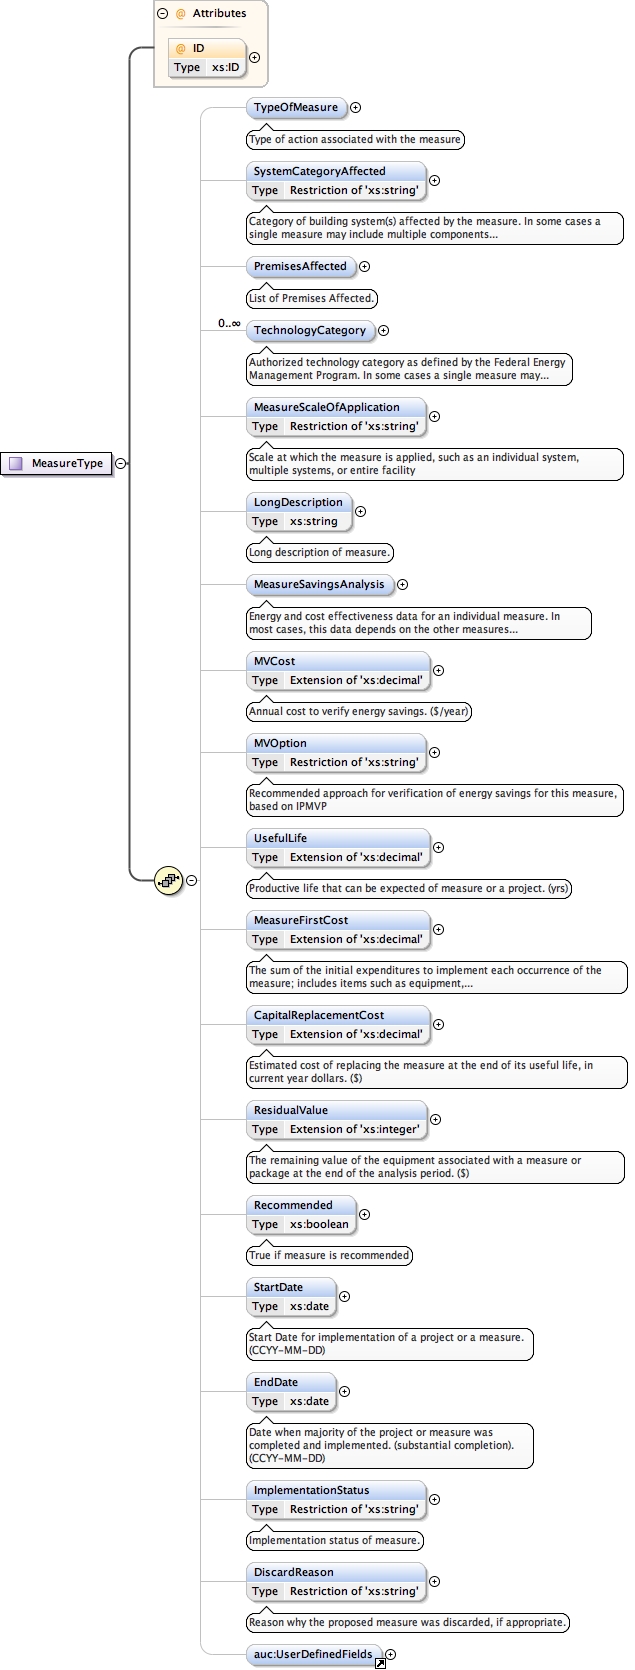 Attributes
@ ID
Type xs:ID
TypeOfMeasure
Type of action associated with the measure
SystemCategoryAffected
Type Restriction of 'xs:string'
Category of building system(s) affected by the measure. In some cases a
single measure may include multiple components...
PremisesAffected
List of Premises Affected.
0..∞
TechnologyCategory
Authorized technology category as defined by the Federal Energy
Management Program. In some cases a single measure may...
MeasureScaleOfApplication
Type Restriction of 'xs:string'
Scale at which the measure is applied, such as an individual system,
multiple systems, or entire facility
MeasureType
LongDescription
Type xs:string
Long description of measure.
MeasureSavingsAnalysis
Energy and cost effectiveness data for an individual measure. In
most cases, this data depends on the other measures...
MVCost
Type Extension of 'xs:decimal'
Annual cost to verify energy savings. ($/year)
MVOption
Type Restriction of 'xs:string'
Recommended approach for verification of energy savings for this measure,
based on IPMVP
UsefulLife
Type Extension of 'xs:decimal'
Productive life that can be expected of measure or a project. (yrs)
MeasureFirstCost
Type Extension of 'xs:decimal'
The sum of the initial expenditures to implement each occurrence of the
measure; includes items such as equipment,...
CapitalReplacementCost
Type Extension of 'xs:decimal'
Estimated cost of replacing the measure at the end of its useful life, in
current year dollars. ($)
ResidualValue
Type Extension of 'xs:integer'
The remaining value of the equipment associated with a measure or
package at the end of the analysis period. ($)
Recommended
Type xs:boolean
True if measure is recommended
StartDate
Type xs:date
Start Date for implementation of a project or a measure.
(CCYY-MM-DD)
EndDate
Type xs:date
Date when majority of the project or measure was
completed and implemented. (substantial completion).
(CCYY-MM-DD)
ImplementationStatus
Type Restriction of 'xs:string'
Implementation status of measure.
DiscardReason
Type Restriction of 'xs:string'
Reason why the proposed measure was discarded, if appropriate.
auc:UserDefinedFields